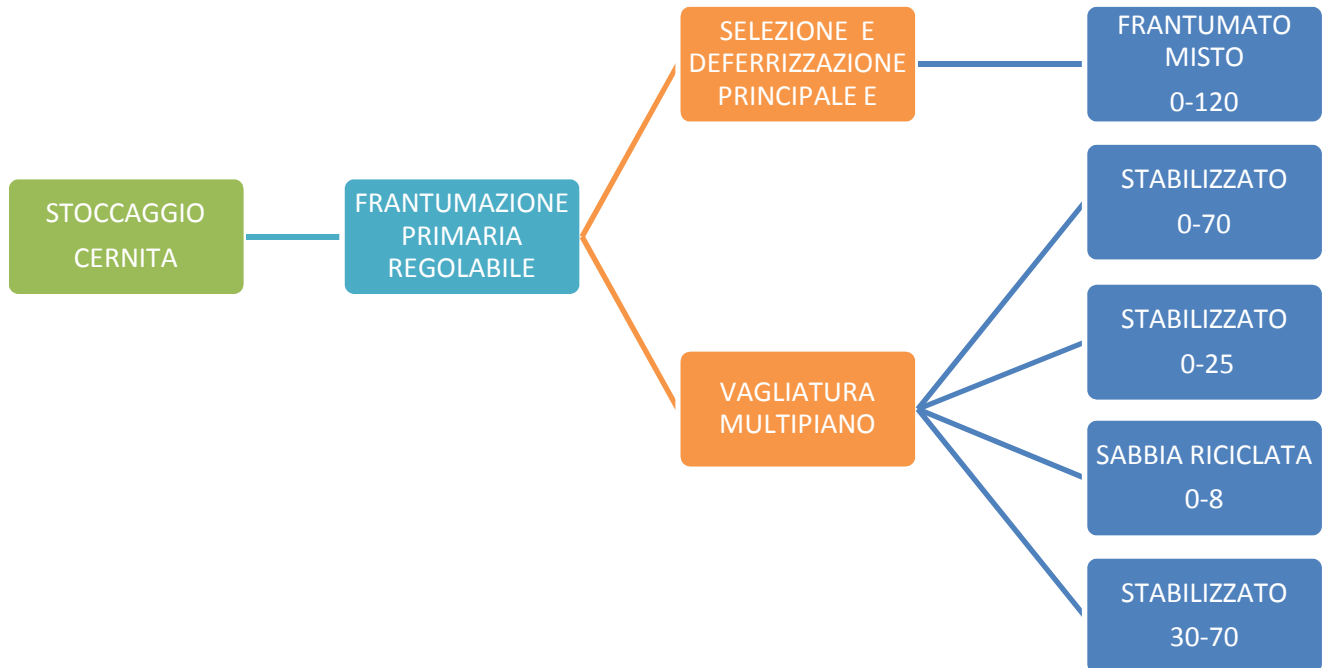 STOCCAGGIO
CERNITA
FRANTUMAZIONE
PRIMARIA
REGOLABILE
SELEZIONE E
DEFERRIZZAZIONE
PRINCIPALE E
FRANTUMATO
MISTO
0-120
VAGLIATURA
MULTIPIANO
STABILIZZATO
0-70
STABILIZZATO
0-25
SABBIA RICICLATA
0-8
STABILIZZATO
30-70